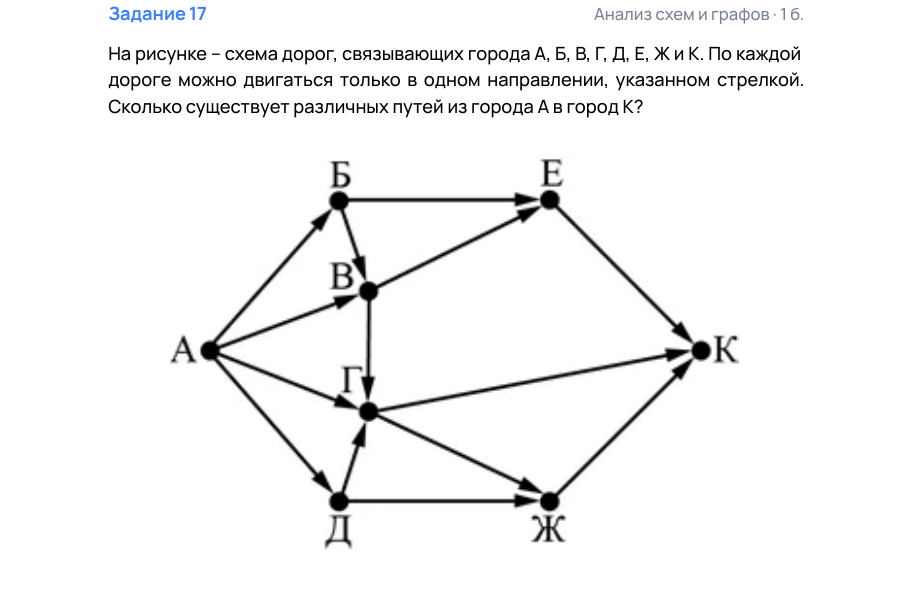 Задание 17
Анализ схем и графов · 1 б.
На рисунке – схема дорог, связывающих города А, Б, В, Г, Д, Е, Ж и К. По каждой
дороге можно двигаться только в одном направлении, указанном стрелкой.
Сколько существует различных путей из города А в город К?
Б
Е
В
А
К
Г
Д
Ж